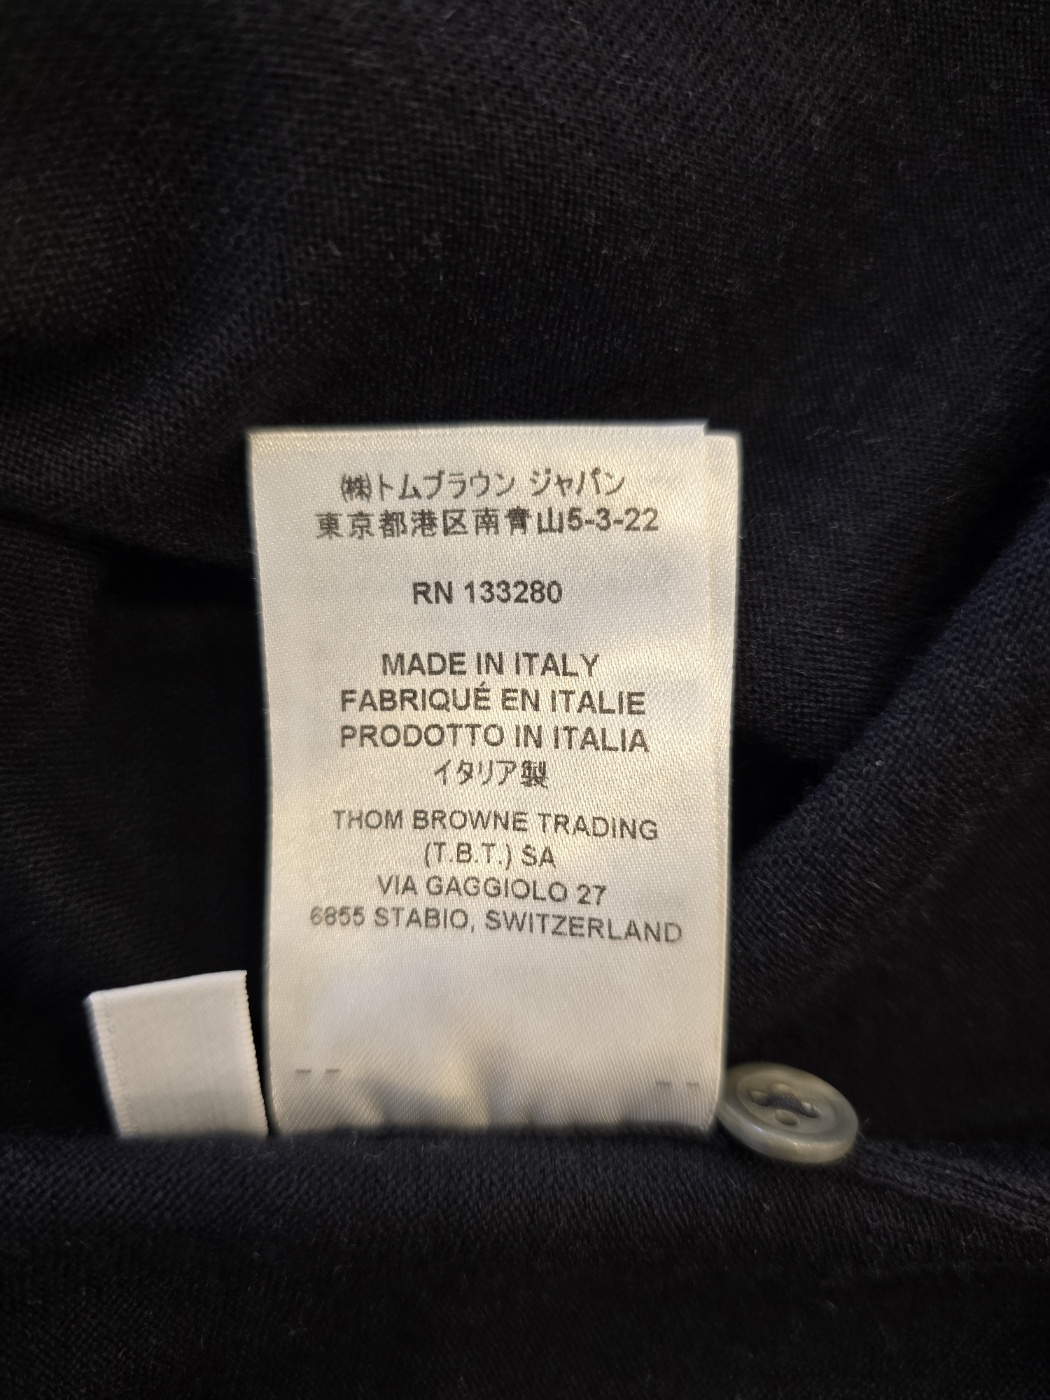 ㈱トムブラウン ジャパン
東京都港区南青山5-3-22
RN 133280
MADE IN ITALY
FABRIQUÉ EN ITALIE
PRODOTTO IN ITALIA
イタリア製
THOM BROWNE TRADING
(T.B.T.) SA
VIA GAGGIOLO 27
6855 STABIO, SWITZERLAND